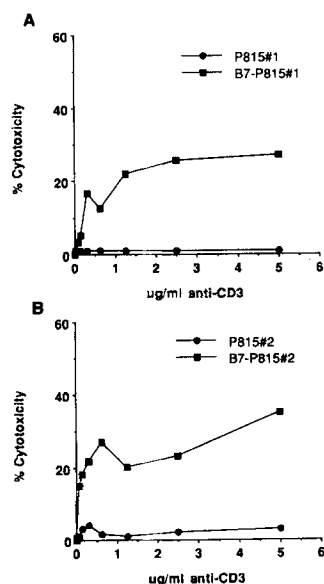 A
60
40
20
0
% Cytotoxicity
P815#1
B7-P815#1
0 1 2 3 4 5 6
ug/ml anti-CD3
B
60
40
20
0
% Cytotoxicity
P815#2
B7-P815#2
0 1 2 3 4 5 6
ug/ml anti-CD3